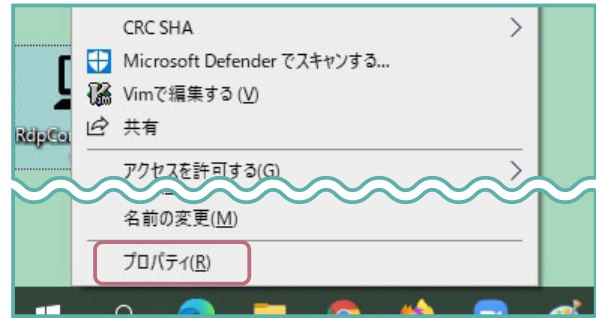 CRC SHA
Microsoft Defender でスキャンする...
Vimで編集する (V)
共有
RdpCo
アクセスを許可する(G)
名前の変更(M)
プロパティ(R)